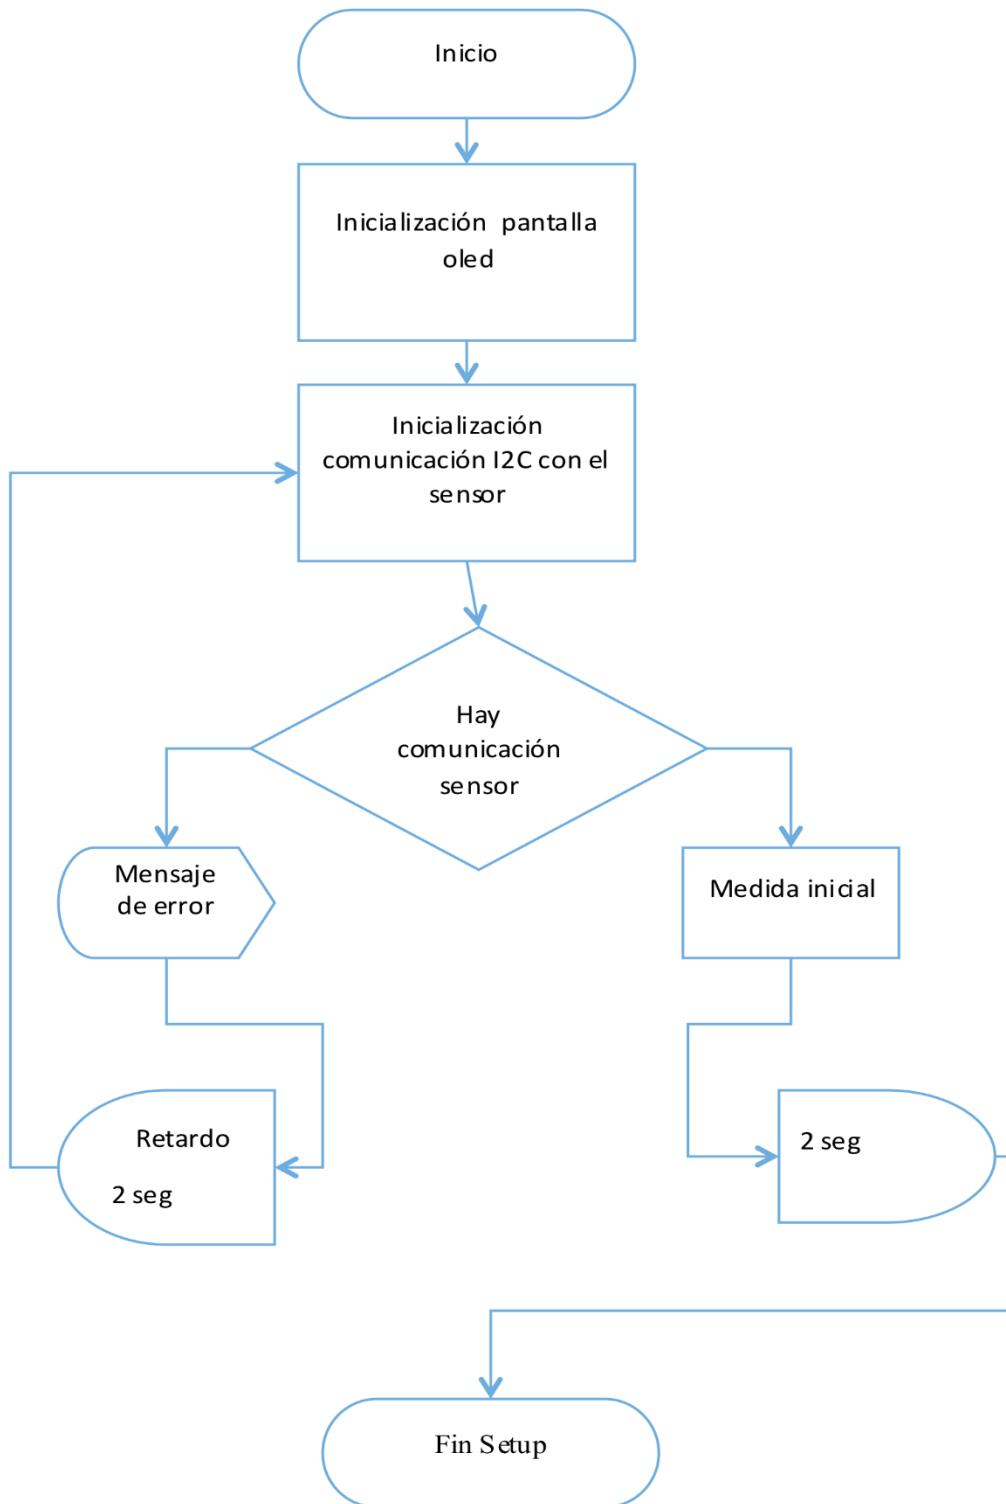 Inicio
Inicialización pantalla
oled
Inicialización
comunicación I2C con el
sensor
Hay
comunicación
sensor
Mensaje
de error
Medida inicial
Retardo
2 seg
2 seg
Fin Setup